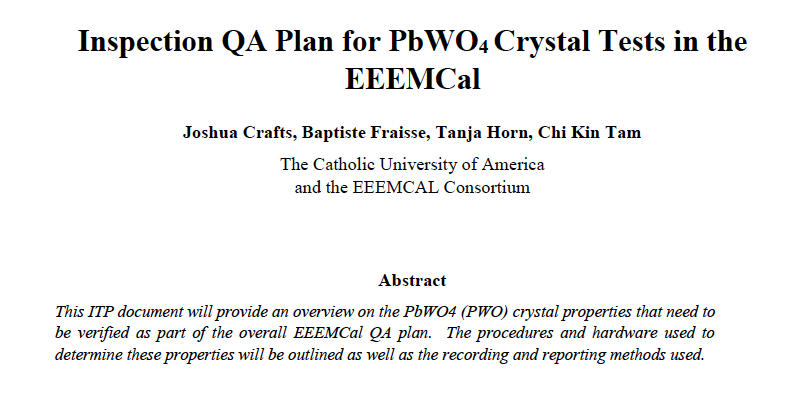 Inspection QA Plan for PbWO₄ Crystal Tests in the
EEEMCal
Joshua Crafts, Baptiste Fraisse, Tanja Horn, Chi Kin Tam
The Catholic University of America
and the EEEMCAL Consortium
Abstract
This ITP document will provide an overview on the PbWO4 (PWO) crystal properties that need to
be verified as part of the overall EEEMCal QA plan. The procedures and hardware used to
determine these properties will be outlined as well as the recording and reporting methods used.